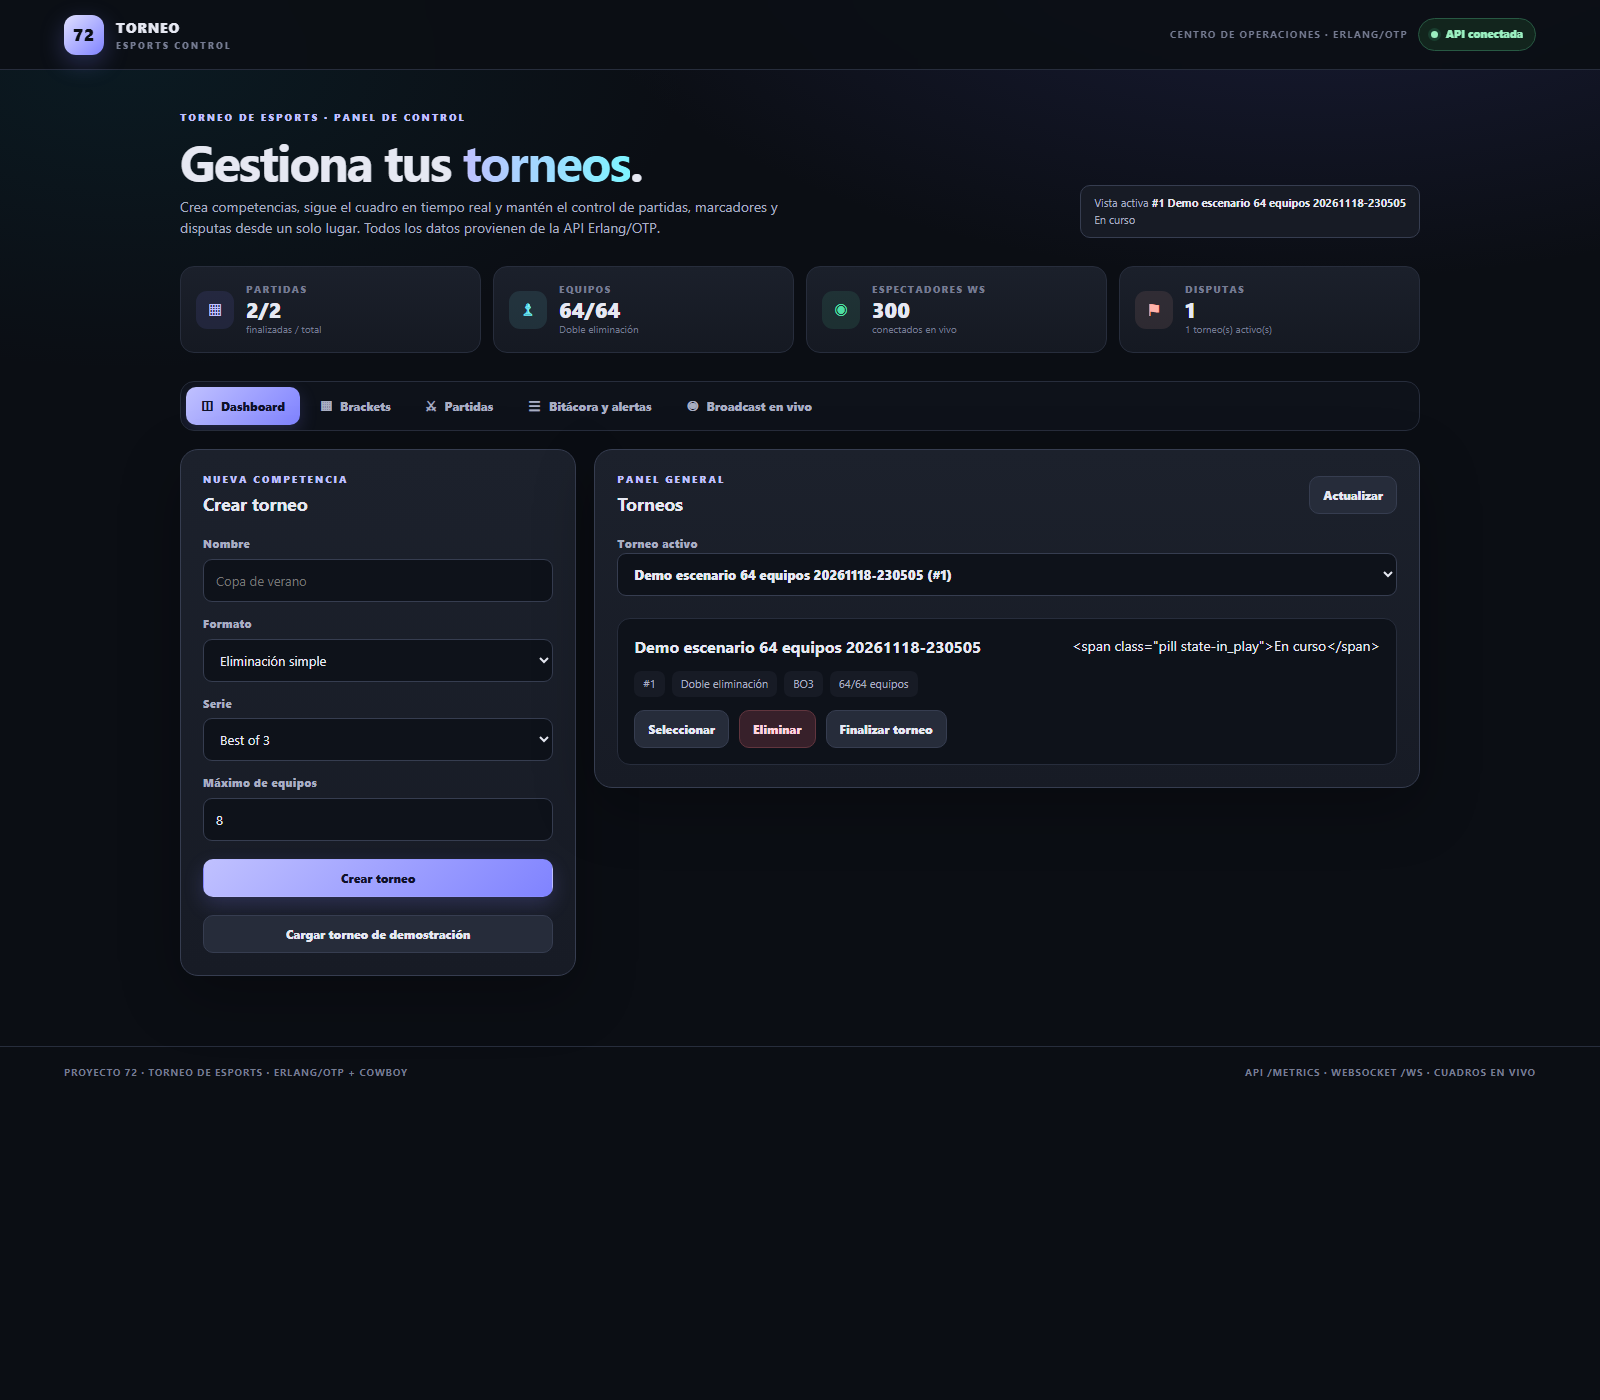 72
TORNEO
ESPORTS CONTROL
CENTRO DE OPERACIONES · ERLANG/OTP
API conectada
TORNEO DE ESPORTS · PANEL DE CONTROL
Gestiona tus torneos.
Crea competencias, sigue el cuadro en tiempo real y mantén el control de partidas, marcadores y
disputas desde un solo lugar. Todos los datos provienen de la API Erlang/OTP.
Vista activa #1 Demo escenario 64 equipos 20261118-230505
En curso
PARTIDAS
2/2
finalizadas / total
EQUIPOS
64/64
Doble eliminación
ESPECTADORES WS
300
conectados en vivo
DISPUTAS
1
1 torneo(s) activo(s)
Dashboard
Brackets
Partidas
Bitácora y alertas
Broadcast en vivo
NUEVA COMPETENCIA
Crear torneo
Nombre
Copa de verano
Formato
Eliminación simple
Serie
Best of 3
Máximo de equipos
8
Crear torneo
Cargar torneo de demostración
PANEL GENERAL
Torneos
Actualizar
Torneo activo
Demo escenario 64 equipos 20261118-230505 (#1)
Demo escenario 64 equipos 20261118-230505
<span class="pill state-in_play">En curso</span>
#1
Doble eliminación
BO3
64/64 equipos
Seleccionar
Eliminar
Finalizar torneo
PROYECTO 72 · TORNEO DE ESPORTS · ERLANG/OTP + COWBOY
API /METRICS · WEBSOCKET /WS · CUADROS EN VIVO